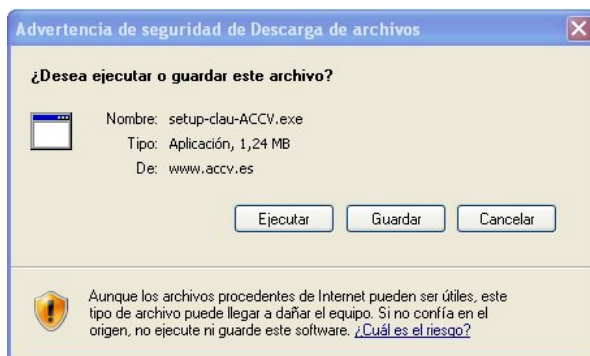 Advertencia de seguridad de Descarga de archivos
¿Desea ejecutar o guardar este archivo?
Nombre: setup-clau-ACCV.exe
Tipo: Aplicación, 1,24 MB
De: www.accv.es
Ejecutar Guardar Cancelar
Aunque los archivos procedentes de Internet pueden ser útiles, este
tipo de archivo puede llegar a dañar el equipo. Si no confía en el
origen, no ejecute ni guarde este software. ¿Cuál es el riesgo?